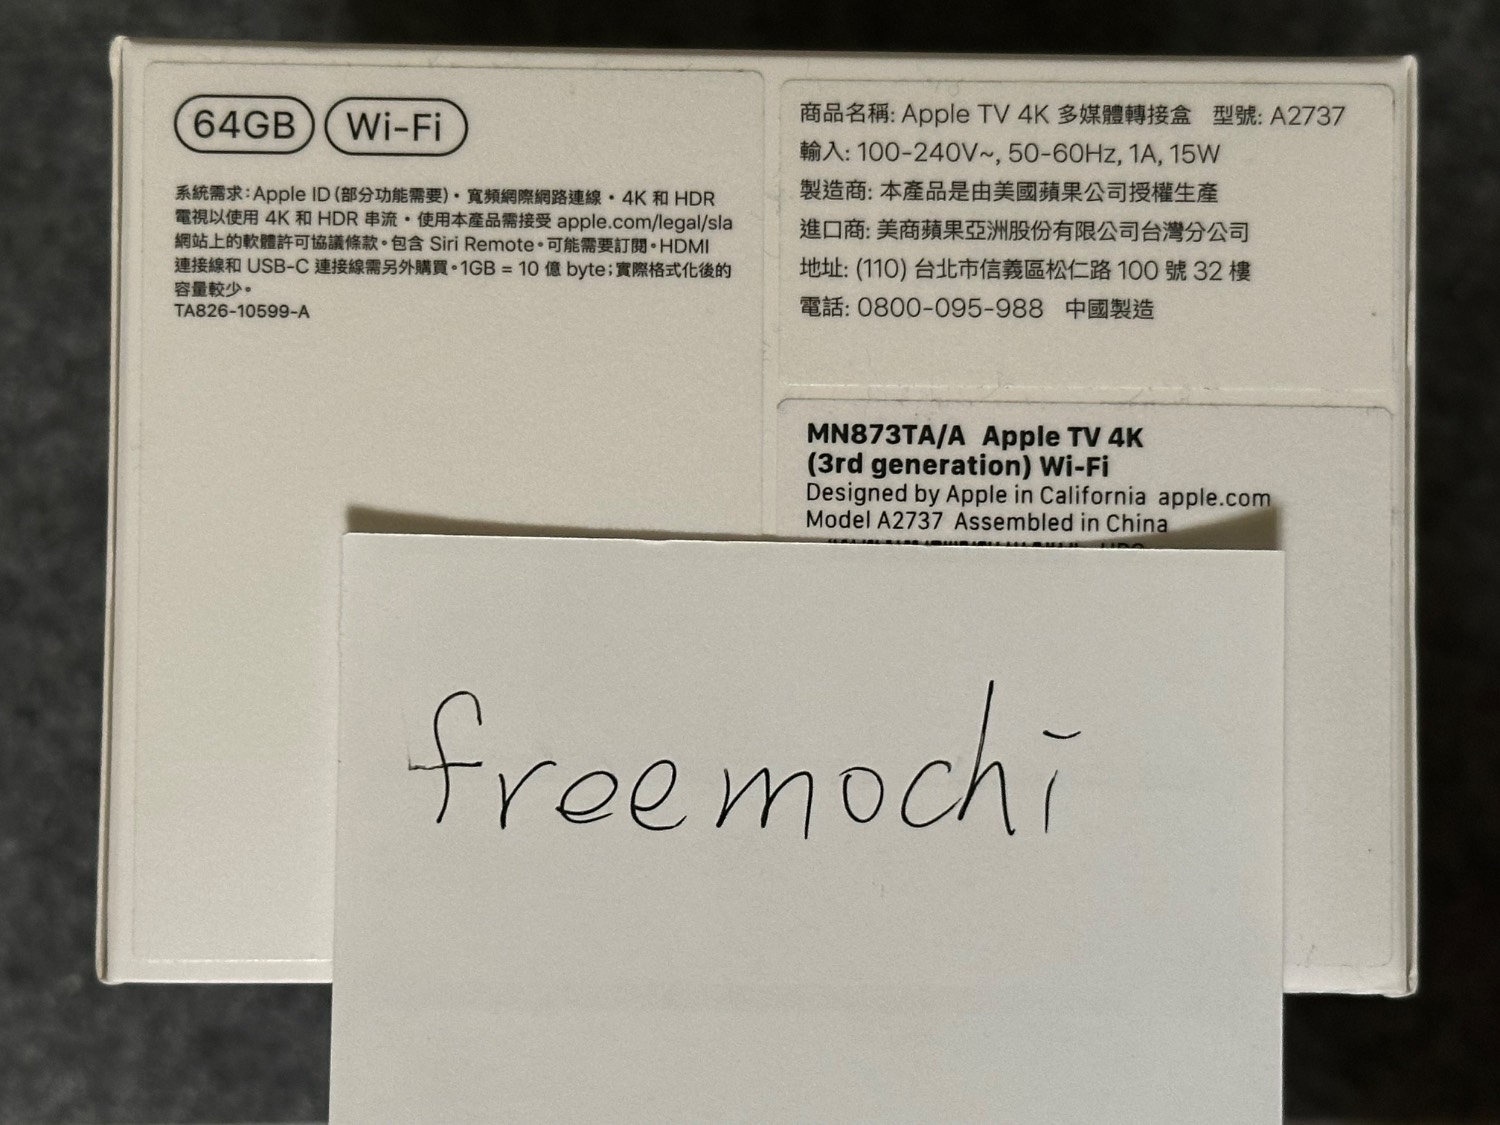 64GB Wi-Fi
系統需求：Apple ID（部分功能需要）・寬頻網際網路連線・4K 和 HDR
電視以使用 4K 和 HDR 串流・使用本產品需接受 apple.com/legal/sla
網站上的軟體許可協議條款。包含 Siri Remote。可能需要訂閱。HDMI
連接線和 USB-C 連接線需另外購買。1GB = 10 億 byte；實際格式化後的
容量較少。
TA826-10599-A
商品名稱: Apple TV 4K 多媒體轉接盒 型號: A2737
輸入: 100-240V~, 50-60Hz, 1A, 15W
製造商: 本產品是由美國蘋果公司授權生產
進口商: 美商蘋果亞洲股份有限公司台灣分公司
地址: (110) 台北市信義區松仁路 100 號 32 樓
電話: 0800-095-988 中國製造
MN873TA/A Apple TV 4K
(3rd generation) Wi-Fi
Designed by Apple in California apple.com
Model A2737 Assembled in China
freemochi